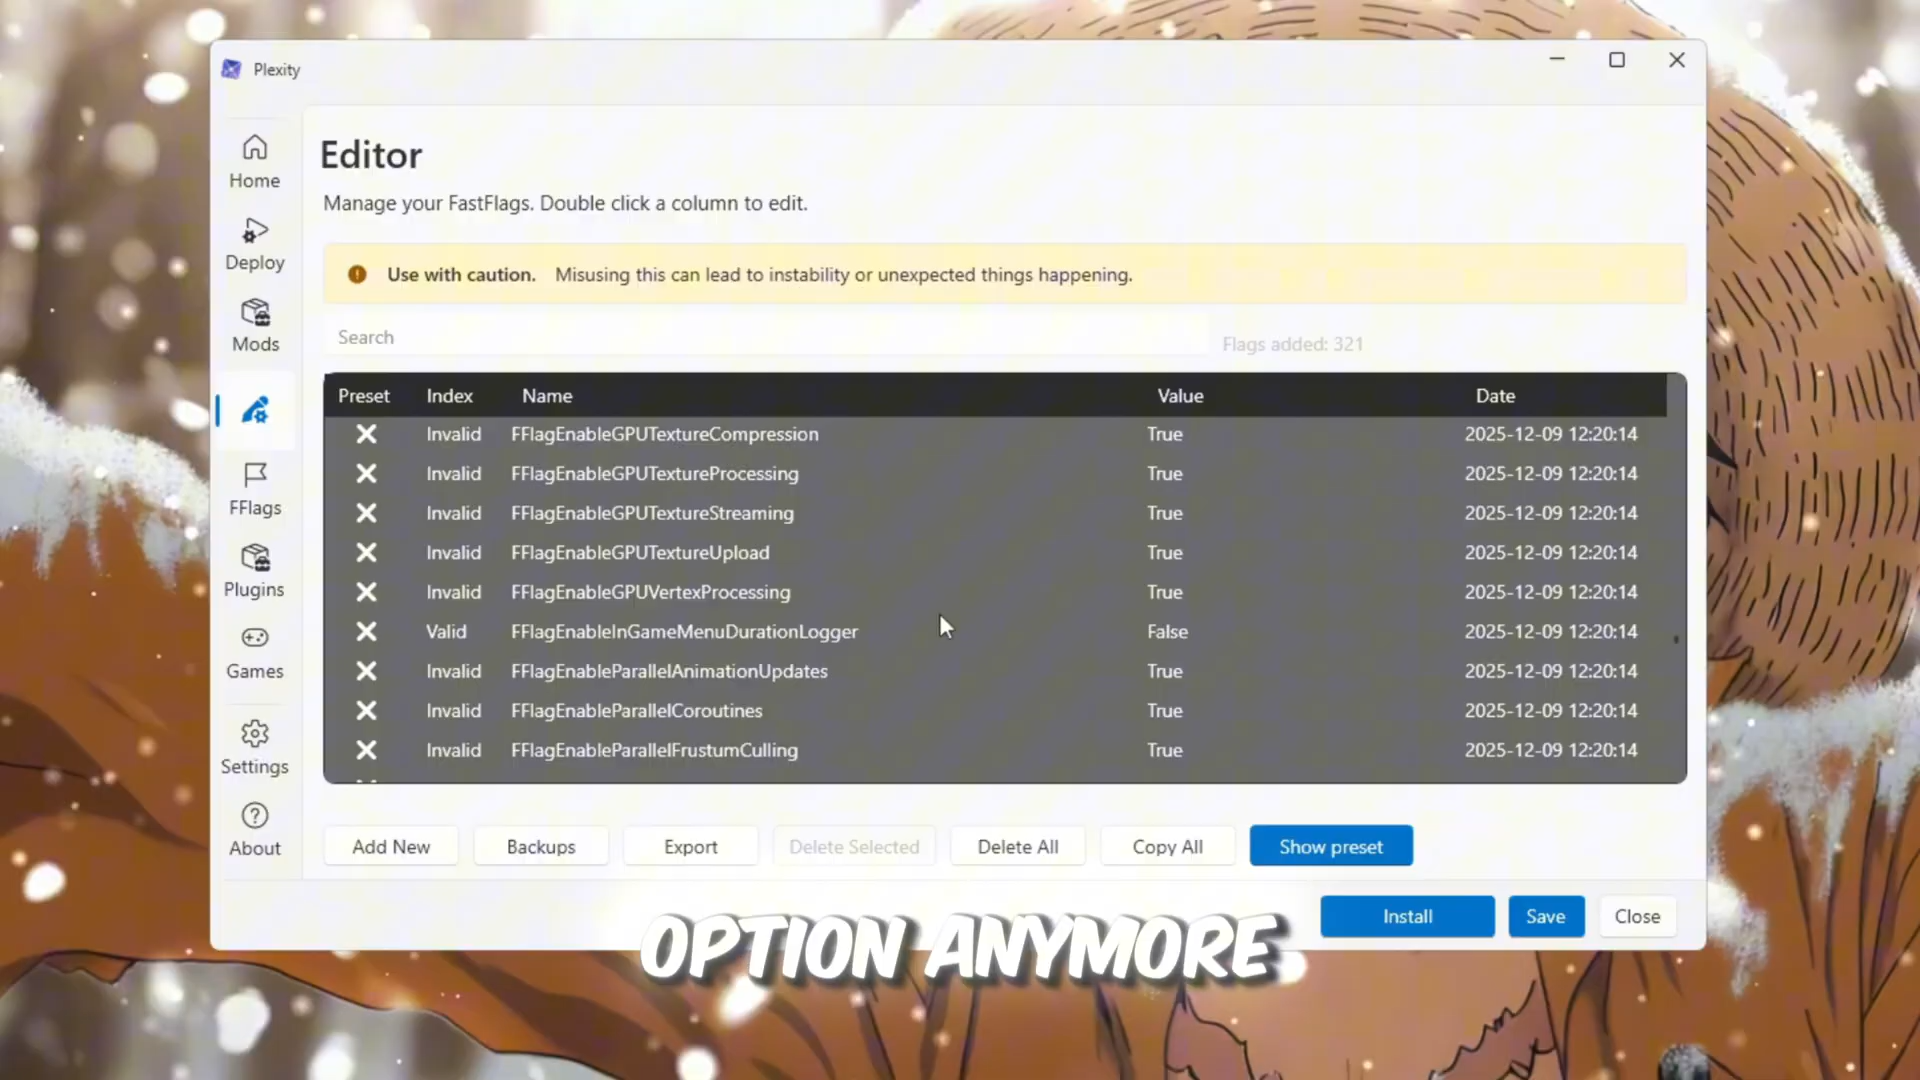 Plexity
Home
Deploy
Mods
FFlags
Plugins
Games
Settings
About
Editor
Manage your FastFlags. Double click a column to edit.
Use with caution. Misusing this can lead to instability or unexpected things happening.
Search
Flags added: 321
Preset Index Name Value Date
Invalid FFlagEnableGPUTextureCompression True 2025-12-09 12:20:14
Invalid FFlagEnableGPUTextureProcessing True 2025-12-09 12:20:14
Invalid FFlagEnableGPUTextureStreaming True 2025-12-09 12:20:14
Invalid FFlagEnableGPUTextureUpload True 2025-12-09 12:20:14
Invalid FFlagEnableGPUVertexProcessing True 2025-12-09 12:20:14
Valid FFlagEnableInGameMenuDurationLogger False 2025-12-09 12:20:14
Invalid FFlagEnableParallelAnimationUpdates True 2025-12-09 12:20:14
Invalid FFlagEnableParallelCoroutines True 2025-12-09 12:20:14
Invalid FFlagEnableParallelFrustumCulling True 2025-12-09 12:20:14
Add New Backups Export Delete Selected Delete All Copy All Show preset
Install Save Close
OPTION ANYMORE